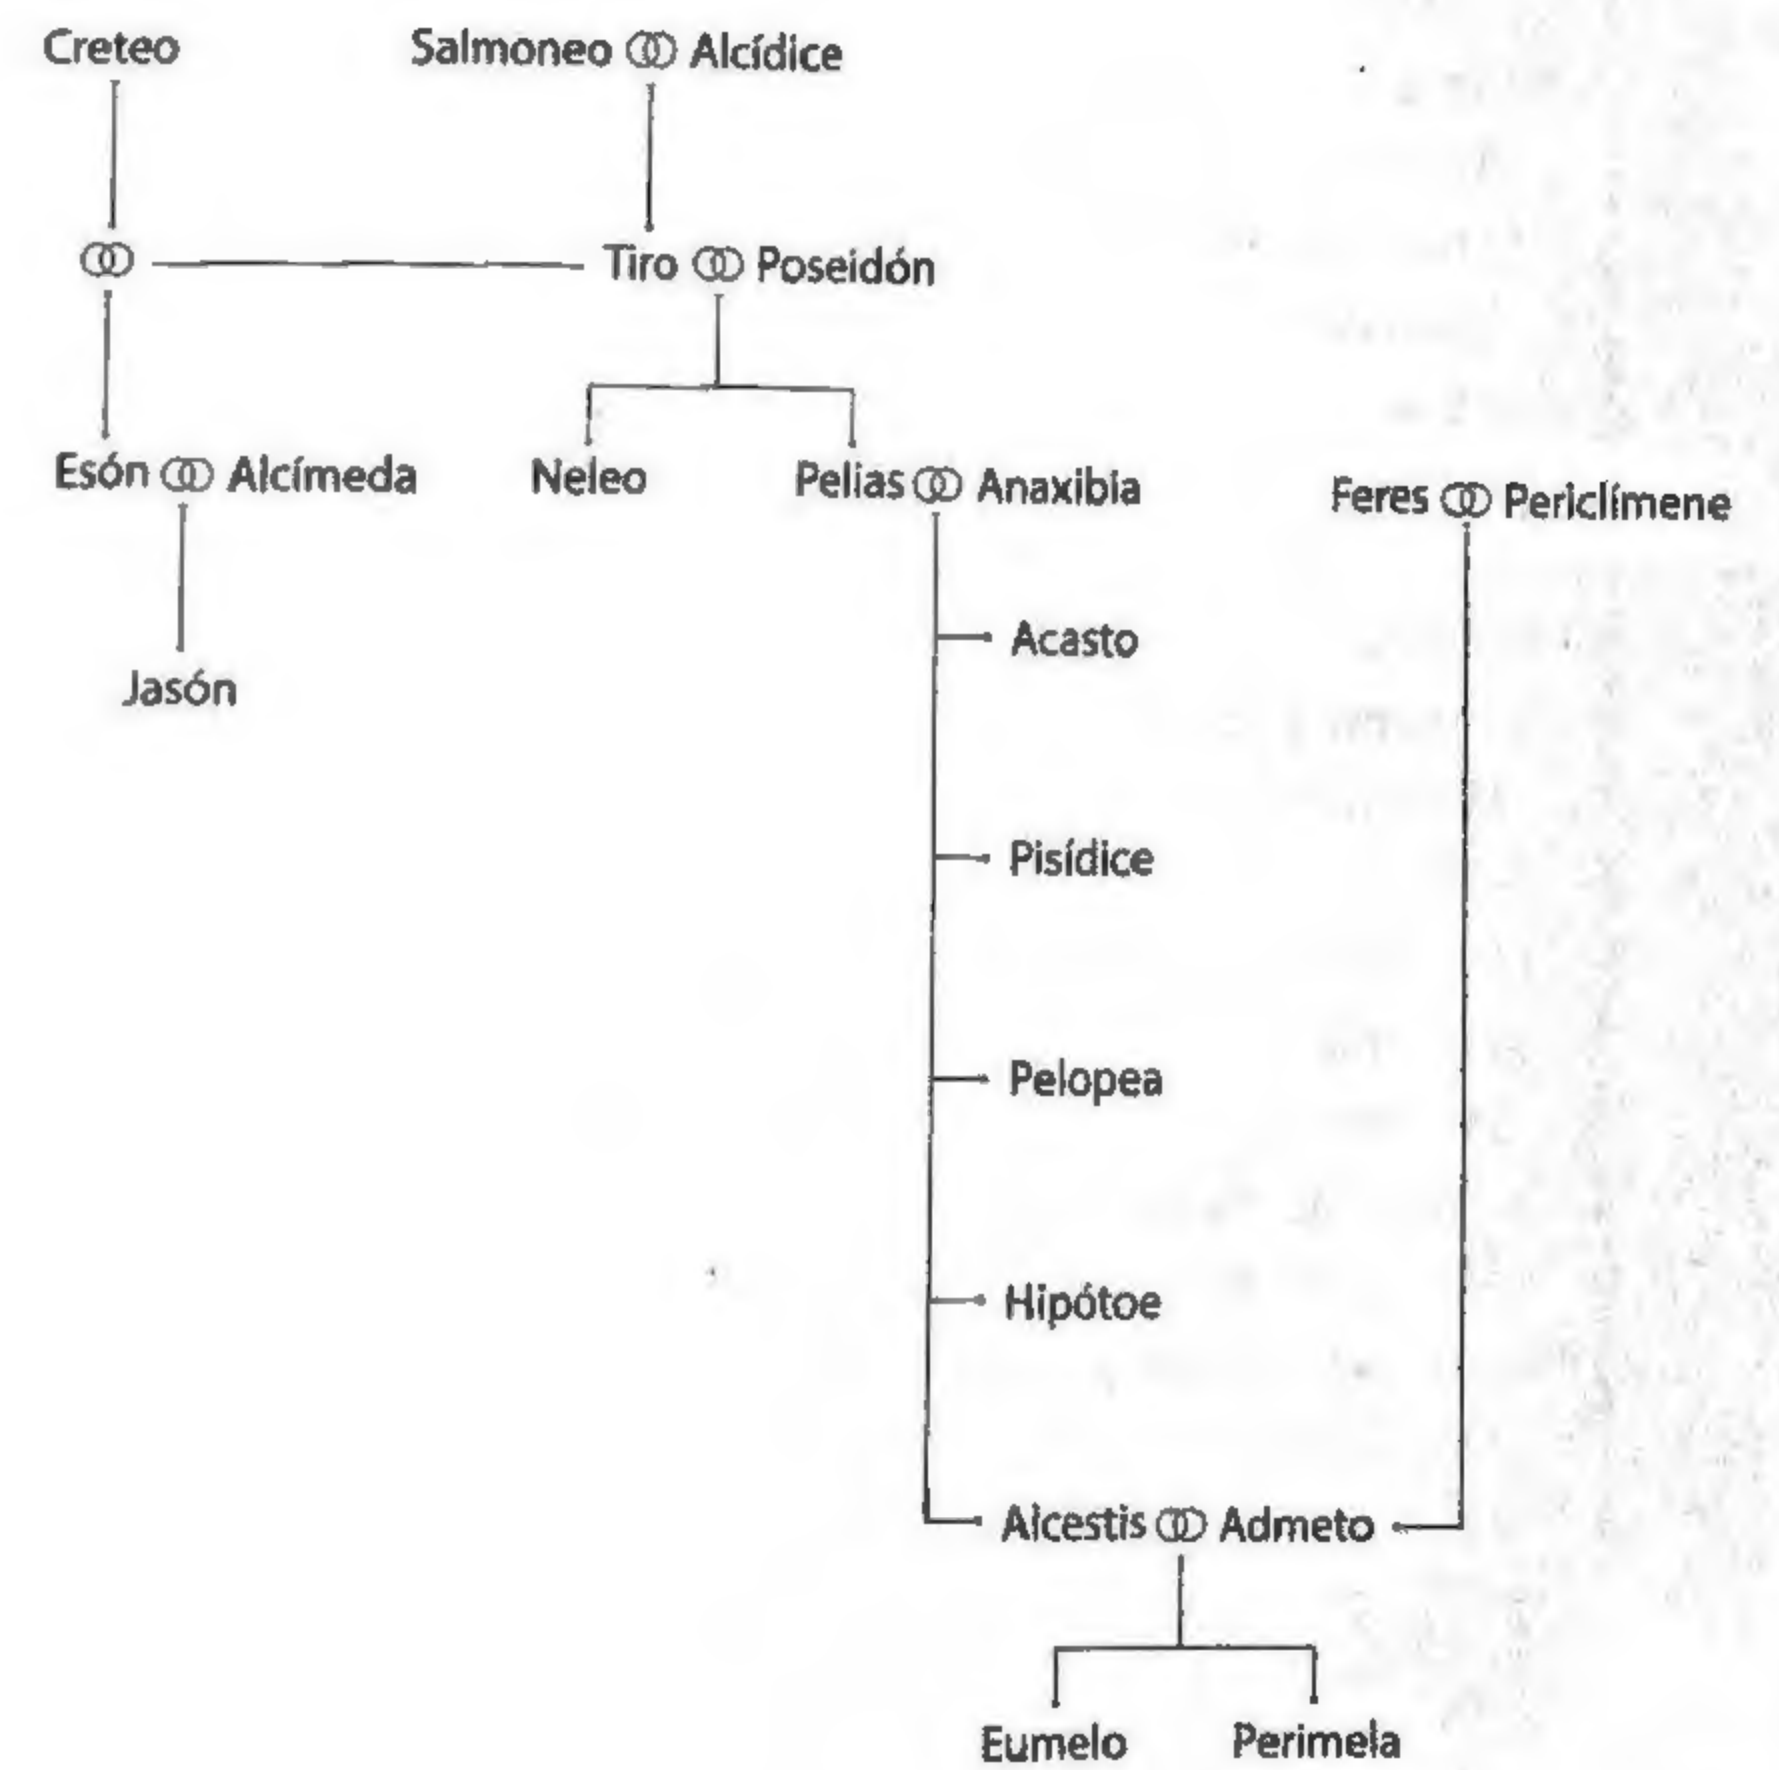 Creteo Salmoneo Alcídice
Tiro Poseidón
Esón Alcímeda Neleo Pelias Anaxibia Feres Periclímene
Acasto
Jasón
Pisídice
Pelopea
Hipótoe
Alcestis Admeto
Eumelo Perimela